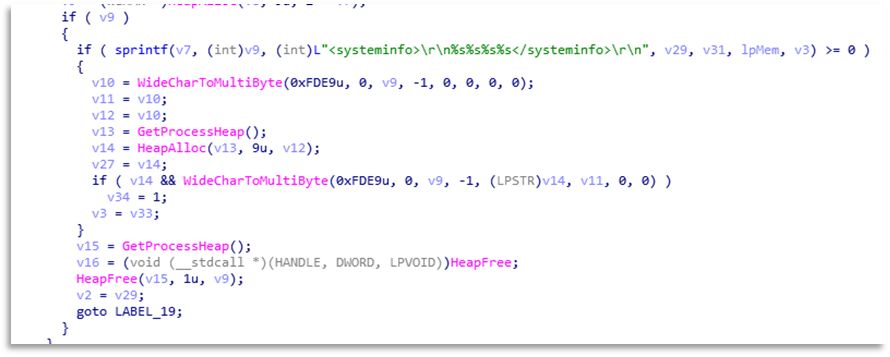 if ( v9 )
{
if ( sprintf(v7, (int)v9, (int)L"<systeminfo>\r\n%s%s%s%s</systeminfo>\r\n", v29, v31, lpMem, v3) >= 0 )
{
v10 = WideCharToMultiByte(0xFDE9u, 0, v9, -1, 0, 0, 0, 0);
v11 = v10;
v12 = v10;
v13 = GetProcessHeap();
v14 = HeapAlloc(v13, 9u, v12);
v27 = v14;
if ( v14 && WideCharToMultiByte(0xFDE9u, 0, v9, -1, (LPSTR)v14, v11, 0, 0) )
v34 = 1;
v3 = v33;
}
v15 = GetProcessHeap();
v16 = (void (__stdcall *)(HANDLE, DWORD, LPVOID))HeapFree;
HeapFree(v15, 1u, v9);
v2 = v29;
goto LABEL_19;
}